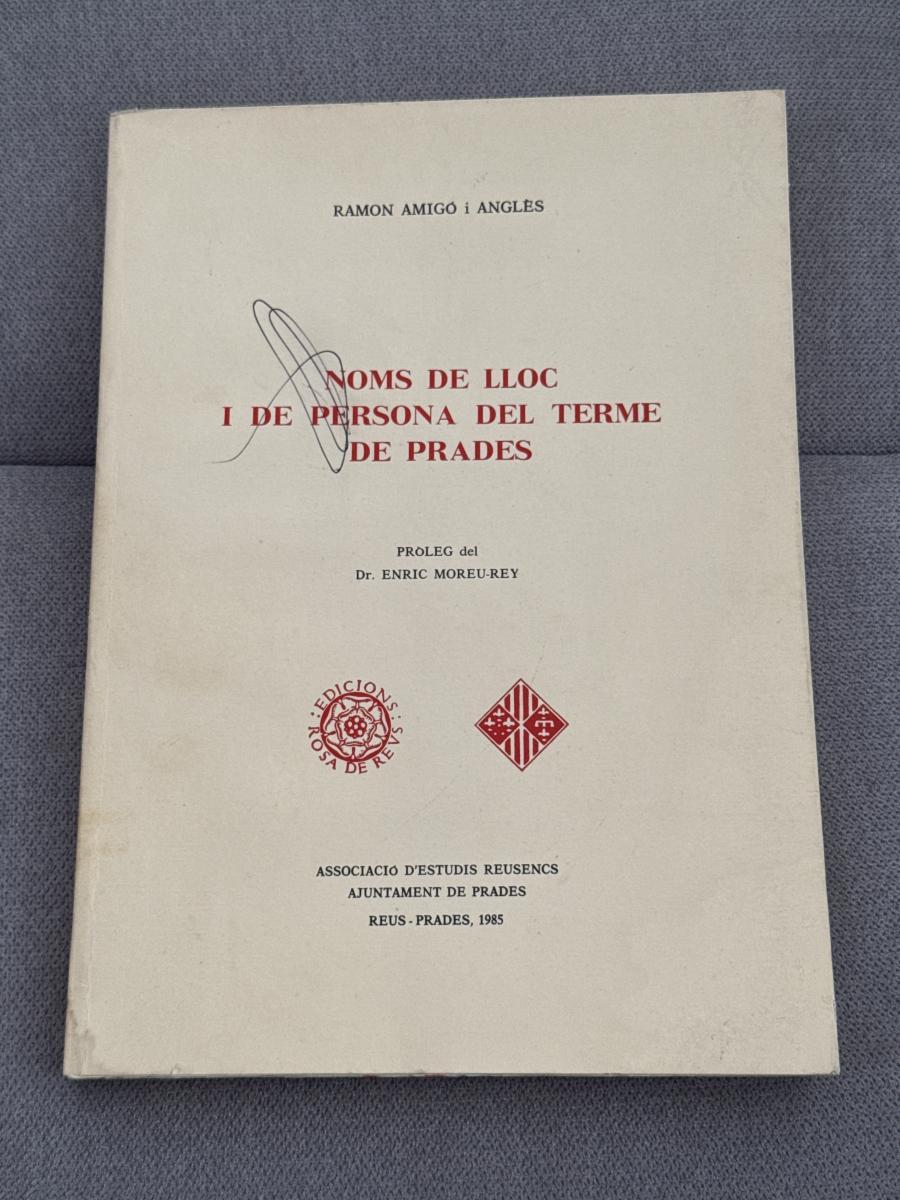 RAMON AMIGÓ i ANGLÈS
NOMS DE LLOC
I DE PERSONA DEL TERME
DE PRADES
PRÒLEG del
Dr. ENRIC MOREU-REY
·EDICIONS·
ROSA DE REVS
ASSOCIACIÓ D'ESTUDIS REUSENCS
AJUNTAMENT DE PRADES
REUS - PRADES, 1985